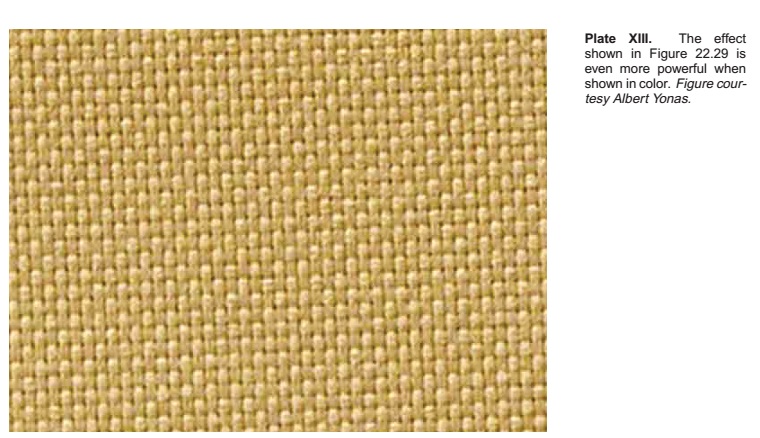 Plate XIII. The effect
shown in Figure 22.29 is
even more powerful when
shown in color. Figure cour-
tesy Albert Yonas.